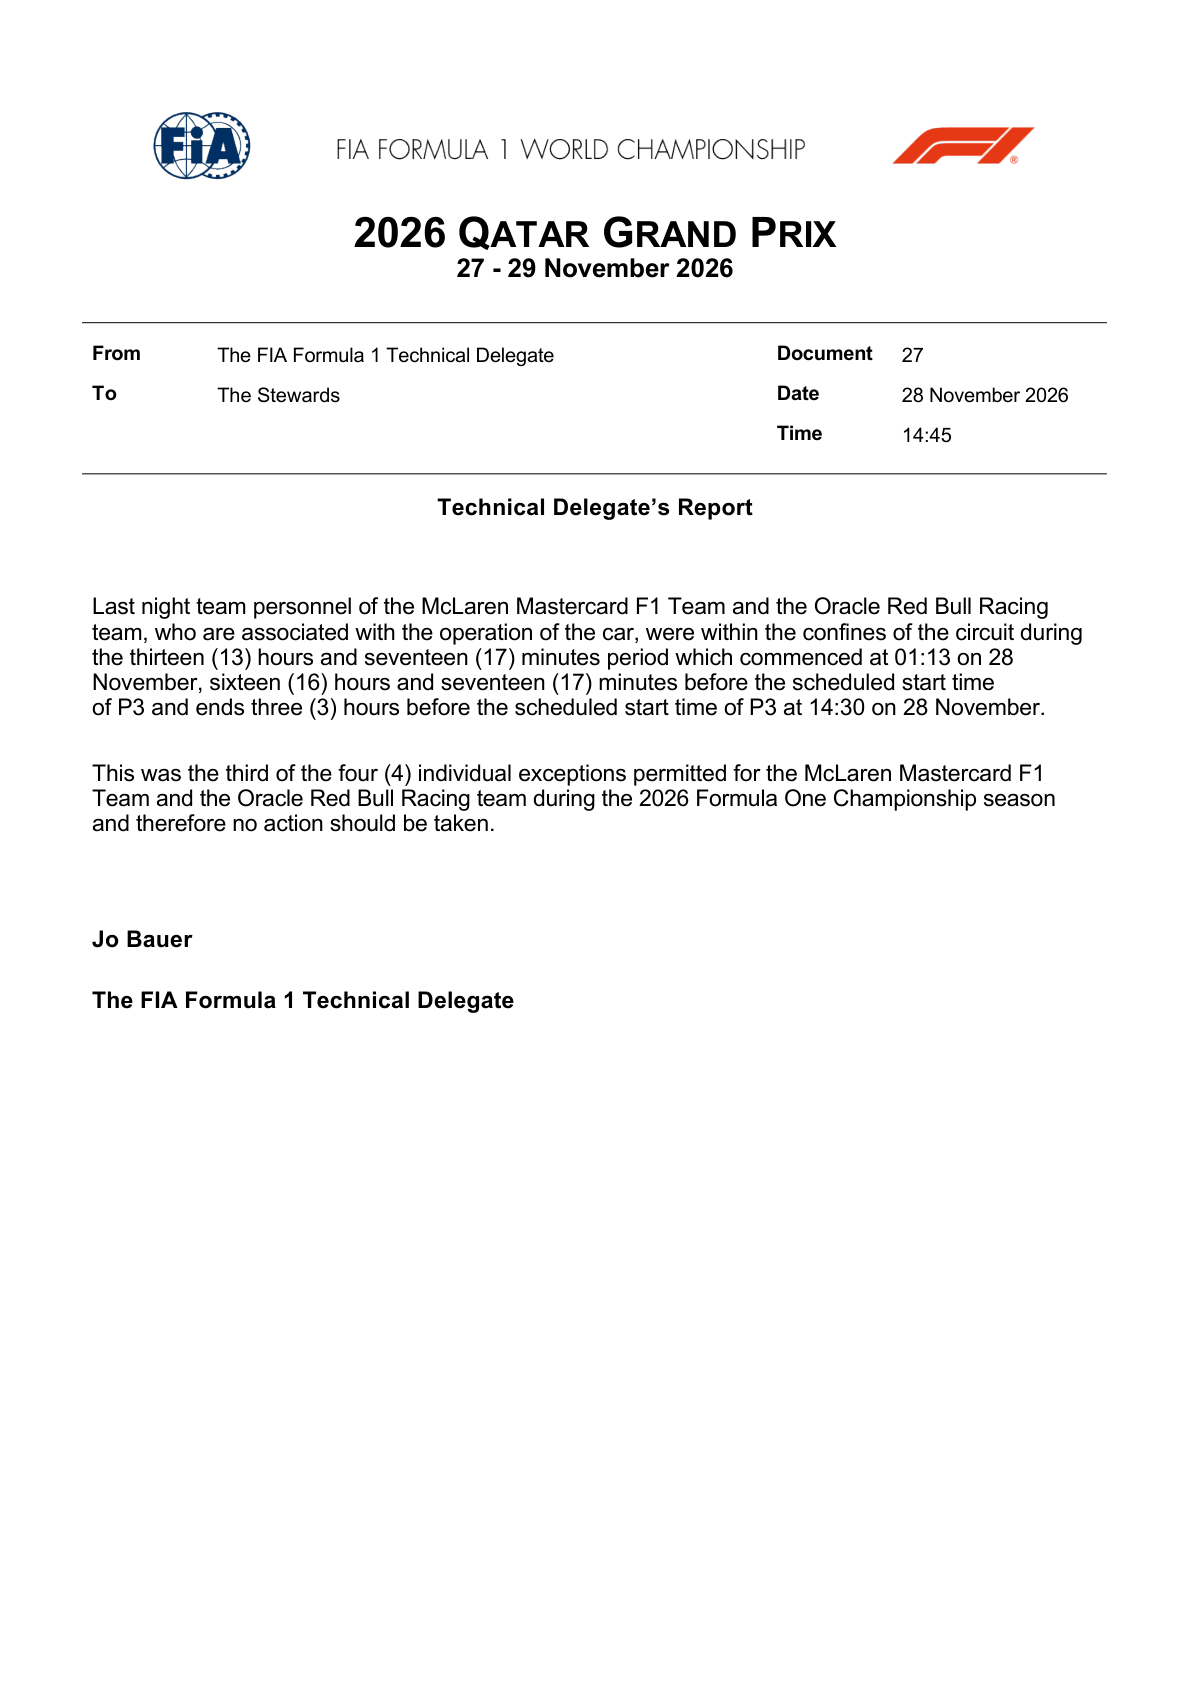 FIA
FIA FORMULA 1 WORLD CHAMPIONSHIP
F1
®
2026 QATAR GRAND PRIX
27 - 29 November 2026
From The FIA Formula 1 Technical Delegate Document 27
To The Stewards Date 28 November 2026
Time 14:45
Technical Delegate’s Report
Last night team personnel of the McLaren Mastercard F1 Team and the Oracle Red Bull Racing
team, who are associated with the operation of the car, were within the confines of the circuit during
the thirteen (13) hours and seventeen (17) minutes period which commenced at 01:13 on 28
November, sixteen (16) hours and seventeen (17) minutes before the scheduled start time
of P3 and ends three (3) hours before the scheduled start time of P3 at 14:30 on 28 November.
This was the third of the four (4) individual exceptions permitted for the McLaren Mastercard F1
Team and the Oracle Red Bull Racing team during the 2026 Formula One Championship season
and therefore no action should be taken.
Jo Bauer
The FIA Formula 1 Technical Delegate